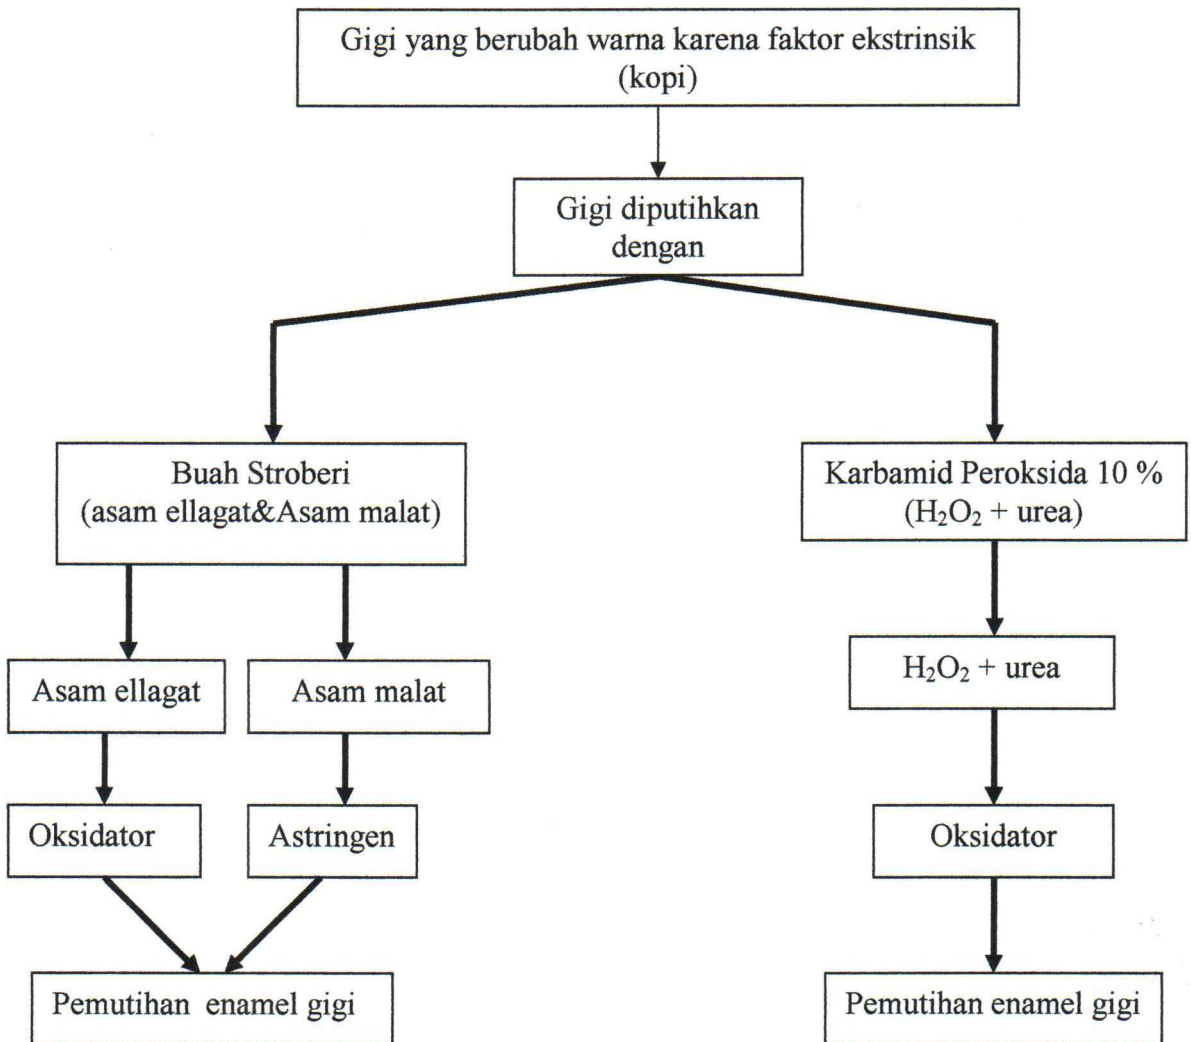 Gigi yang berubah warna karena faktor ekstrinsik
(kopi)
Gigi diputihkan
dengan
Buah Stroberi
(asam ellagat&Asam malat)
Karbamid Peroksida 10 %
(H₂O₂ + urea)
Asam ellagat
Asam malat
H₂O₂ + urea
Oksidator
Astringen
Oksidator
Pemutihan enamel gigi
Pemutihan enamel gigi